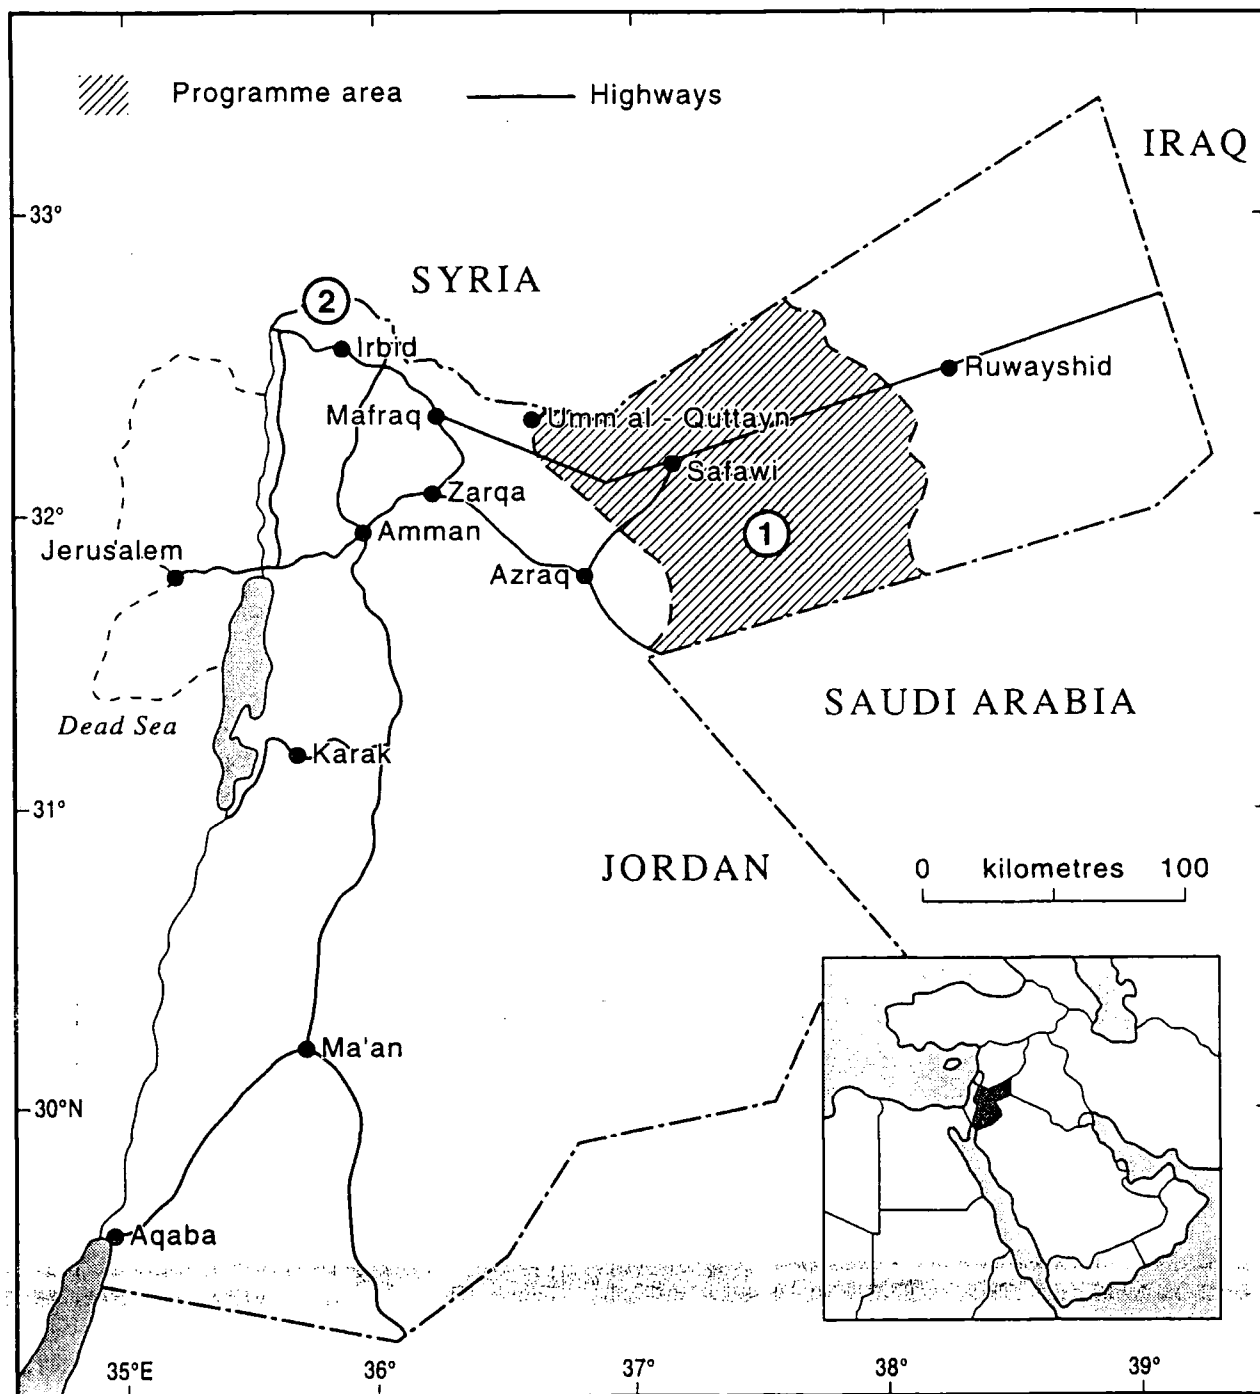 Programme area
Highways
IRAQ
33°
SYRIA
2
Irbid
Ruwayshid
Mafraq
Umm al - Quttayn
Safawi
Zarqa
32°
Amman
1
Jerusalem
Azraq
SAUDI ARABIA
Dead Sea
Karak
31°
JORDAN
0 kilometres 100
Ma'an
30°N
Aqaba
35°E 36° 37° 38° 39°